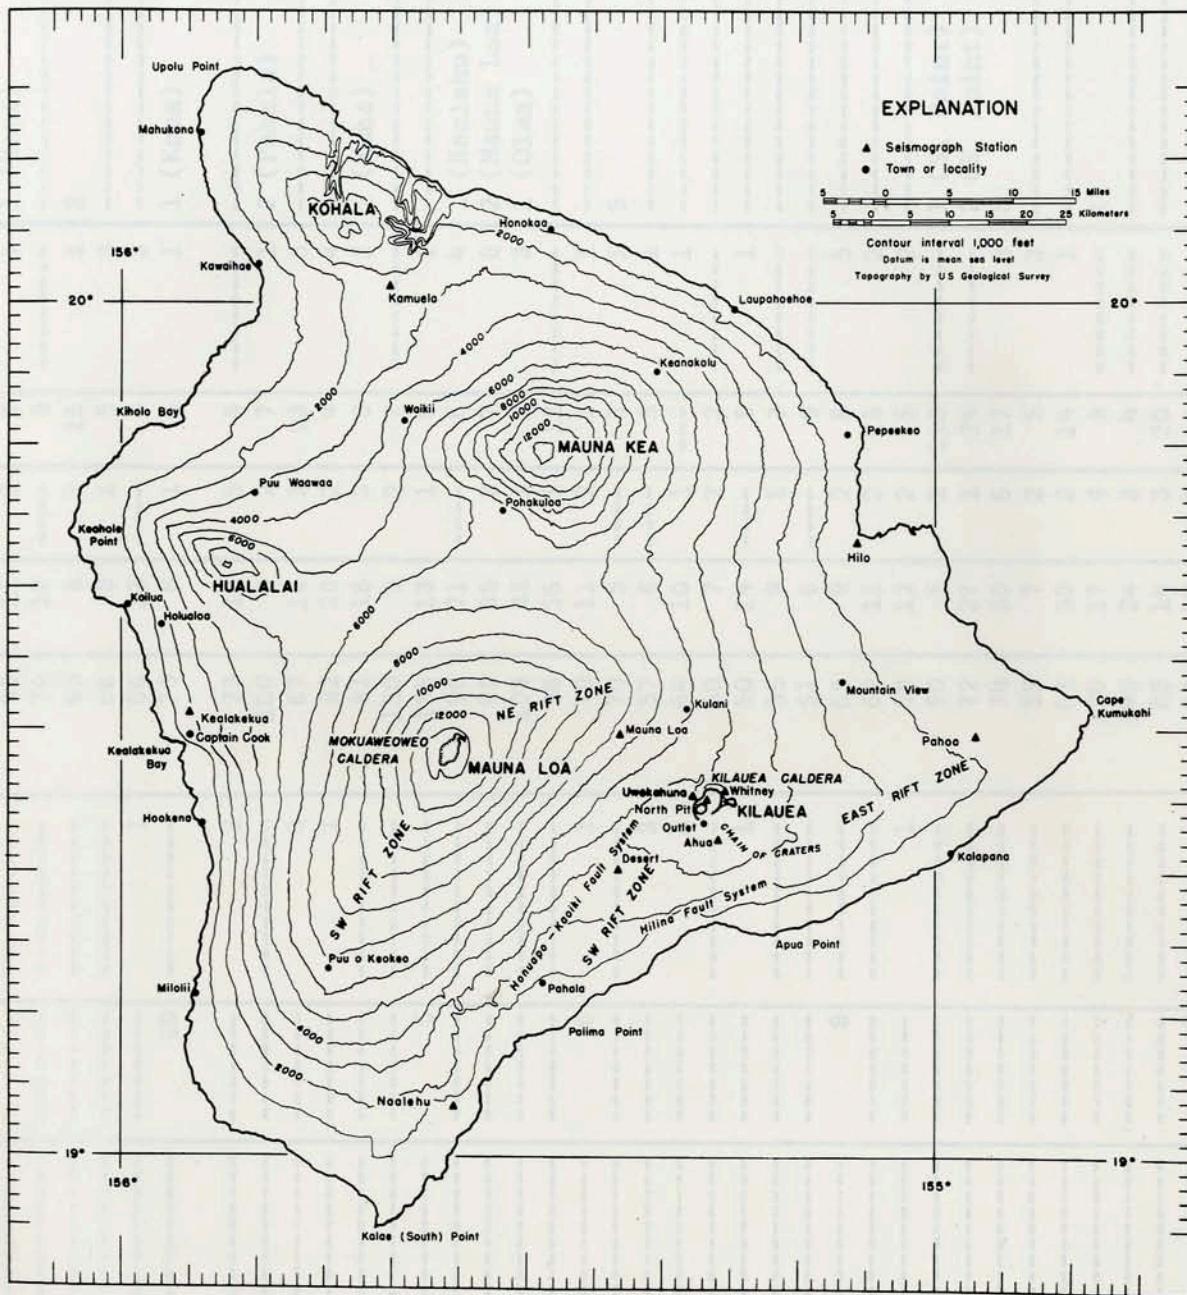 Upolu Point
Mahukona
EXPLANATION
Seismograph Station
Town or locality
5 0 5 10 15 Miles
5 0 5 10 15 20 25 Kilometers
Contour interval 1,000 feet
Datum is mean sea level
Topography by US Geological Survey
KOHALA
Honokaa
2000
156°
Kawaihae
20°
Kamuela
Laupahoehoe
20°
4000
Keanakolu
2000
6000
8000
10000
12000
Kiholo Bay
Waikii
Pepeekeo
MAUNA KEA
Puu Waawaa
Pohakuloa
4000
Keahole
Point
6000
Hilo
HUALALAI
Kailua
Holualoa
6000
8000
10000
12000
NE RIFT ZONE
Mountain View
Cape
Kumukahi
Kulani
Kealakekua
Captain Cook
Kealakekua
Bay
MOKUAWEOWEO
CALDERA
MAUNA LOA
Mauna Loa
Pahoa
KILAUEA CALDERA
Uwekahuna
Whitney
North Pit
KILAUEA
EAST RIFT ZONE
Hookena
Outlet
Ahua
CHAIN OF CRATERS
Kalapana
Desert
SW RIFT ZONE
Honuapo - Kaoiki Fault System
SW RIFT ZONE
Hilina Fault System
Apua Point
Puu o Keokeo
Pahala
Milolii
4000
Palima Point
2000
Naalehu
19°
19°
156°
155°
Kalae (South) Point